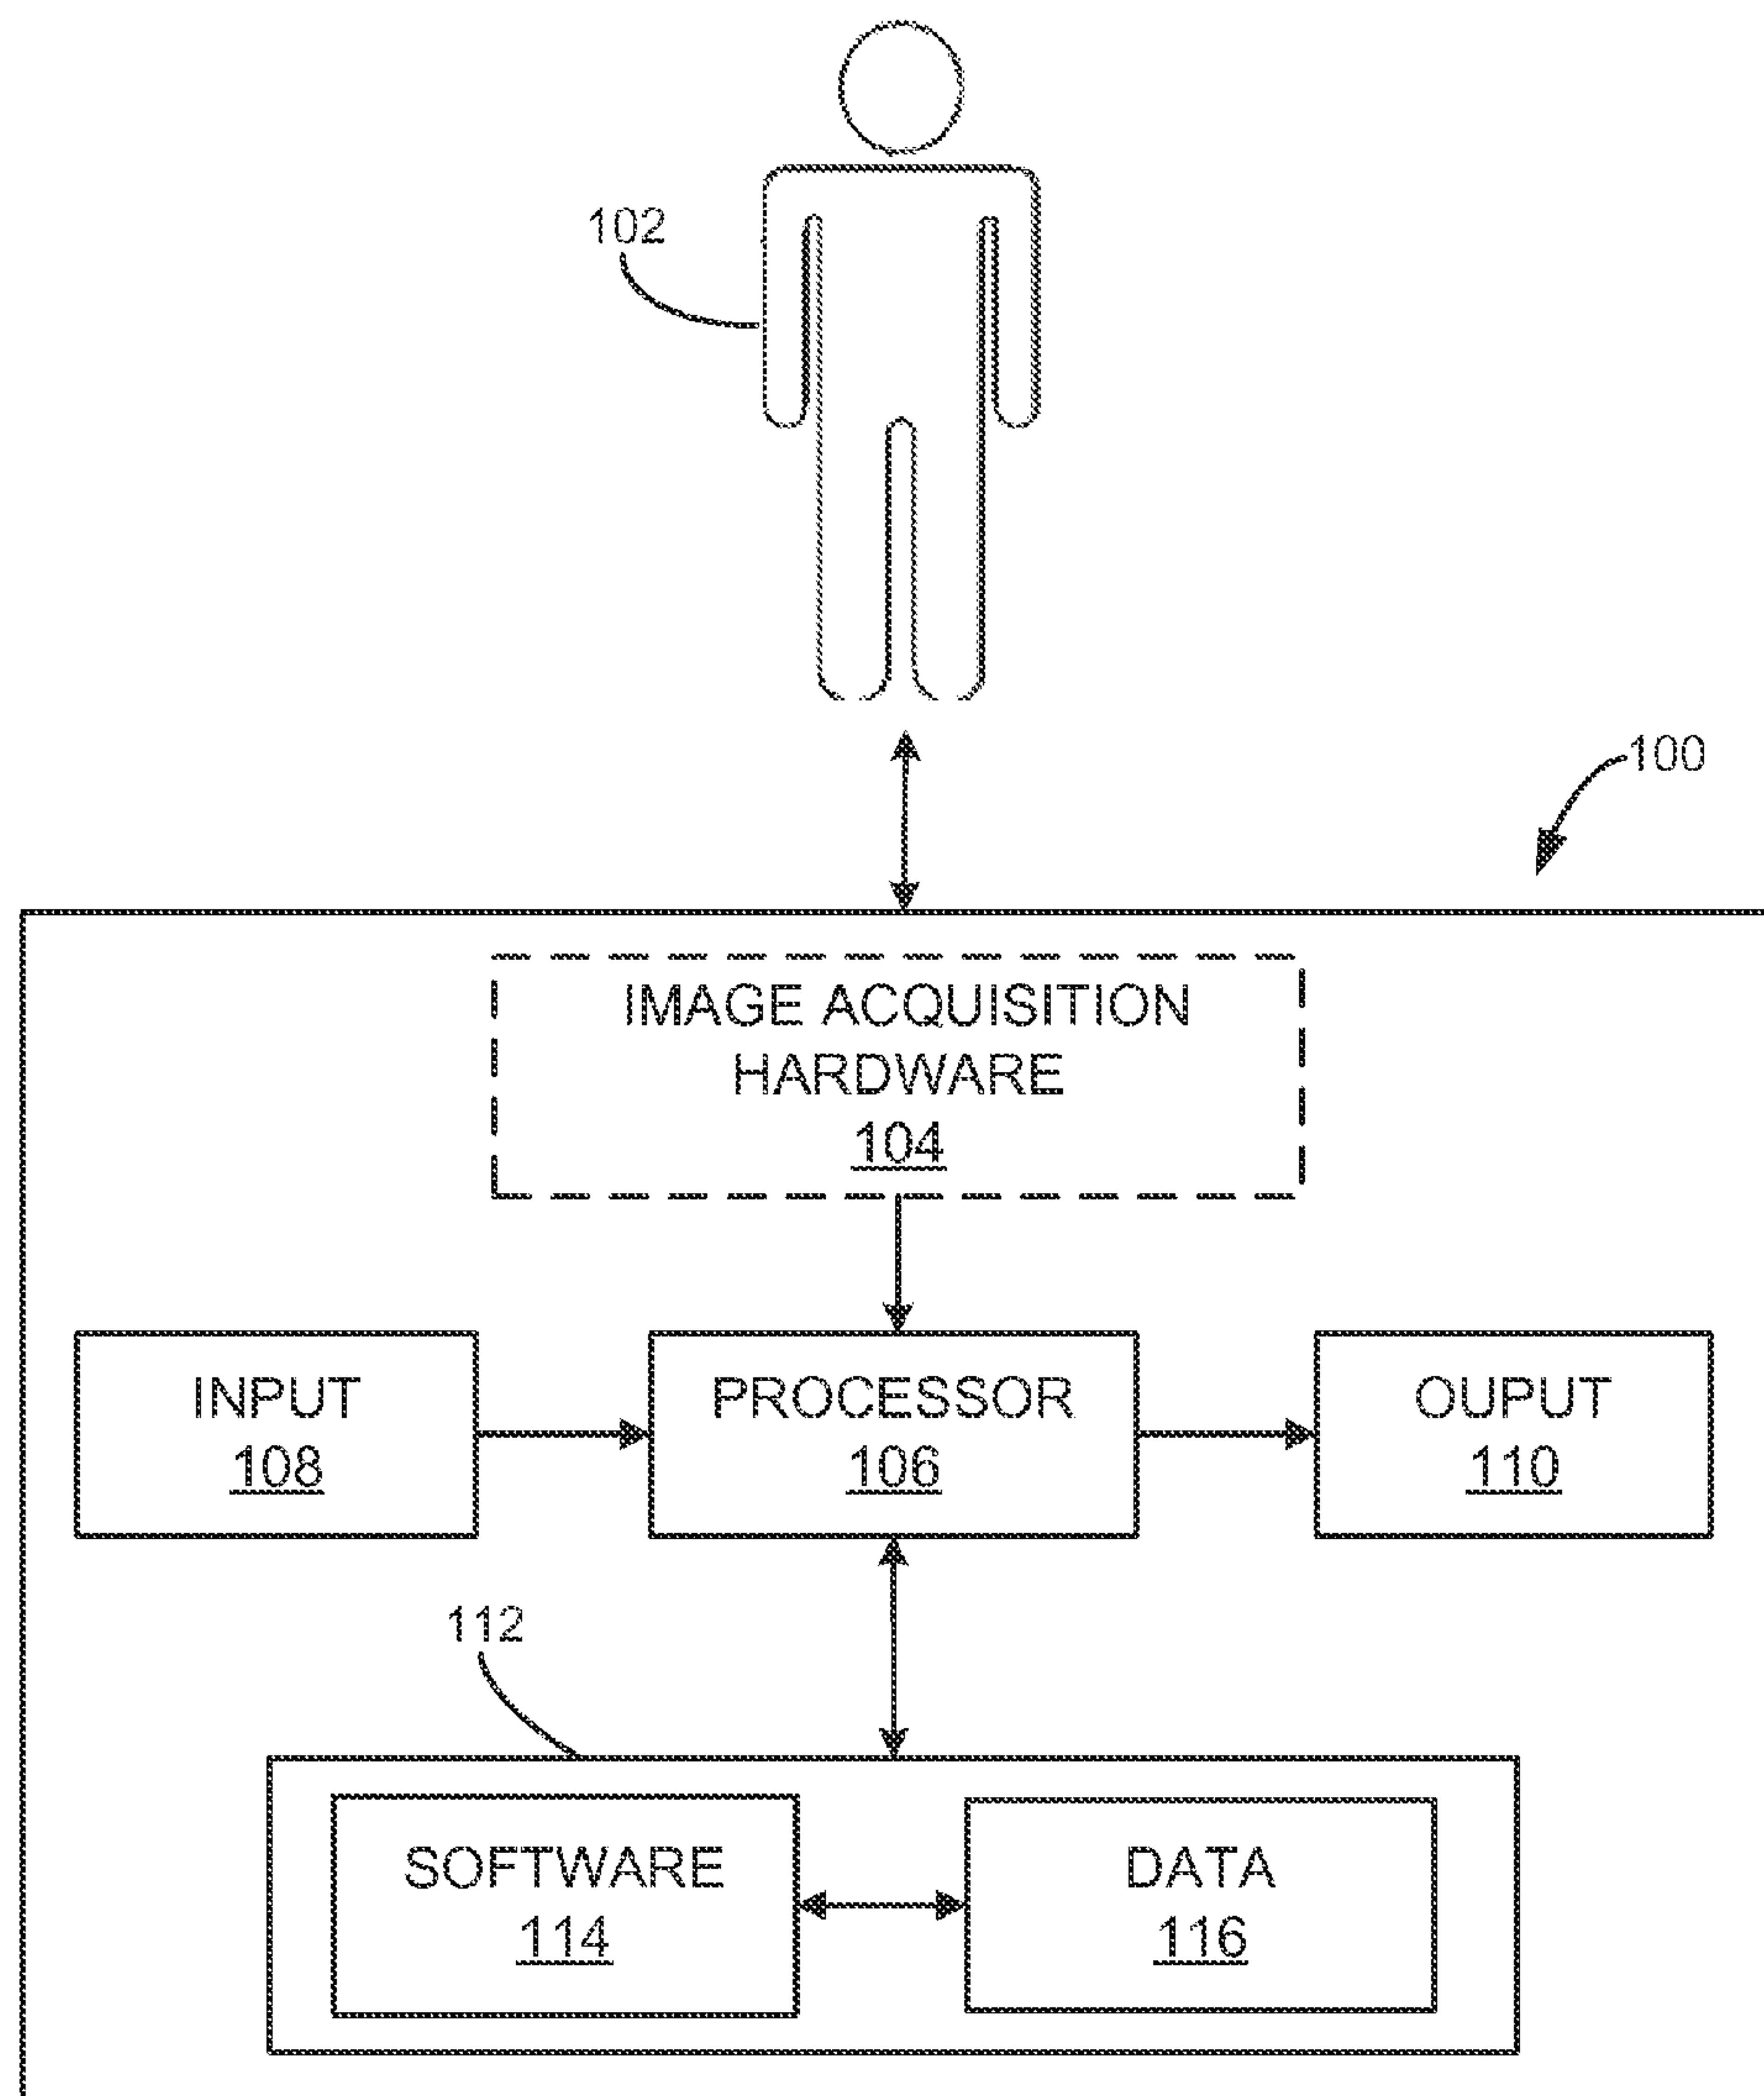 102
100
IMAGE ACQUISITION
HARDWARE
104
INPUT
108
PROCESSOR
106
OUPUT
110
112
SOFTWARE
114
DATA
116